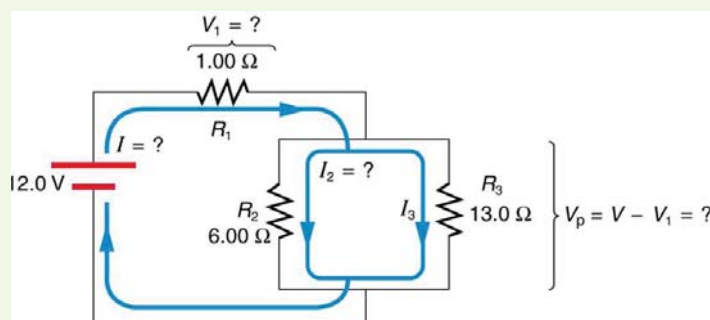 V₁ = ?
1.00 Ω
R₁
I = ?
12.0 V
I₂ = ?
R₂
6.00 Ω
I₃
R₃
13.0 Ω
Vₚ = V − V₁ = ?